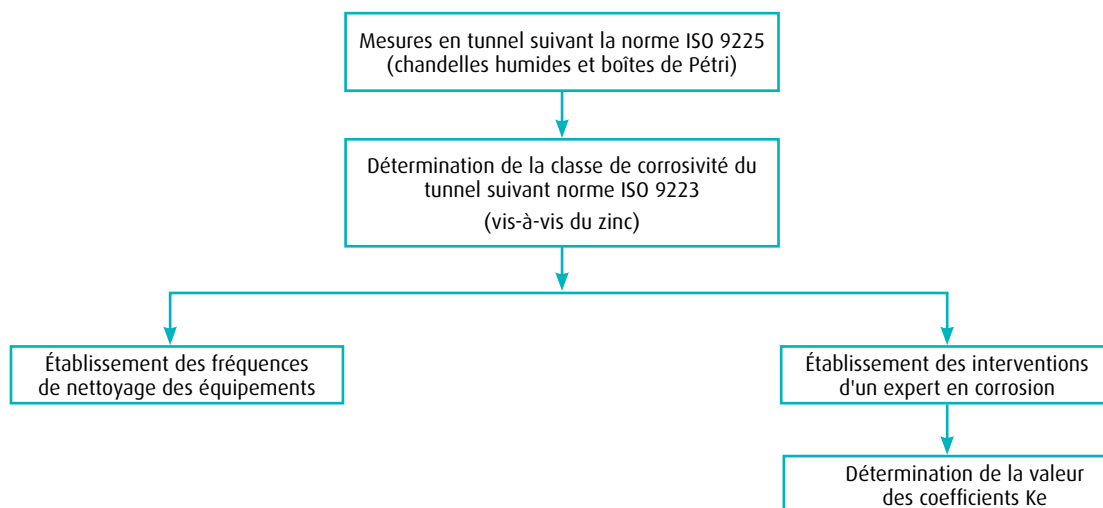 Mesures en tunnel suivant la norme ISO 9225
(chandelles humides et boîtes de Pétri)
Détermination de la classe de corrosivité du
tunnel suivant norme ISO 9223
(vis-à-vis du zinc)
Établissement des fréquences
de nettoyage des équipements
Établissement des interventions
d'un expert en corrosion
Détermination de la valeur
des coefficients Ke